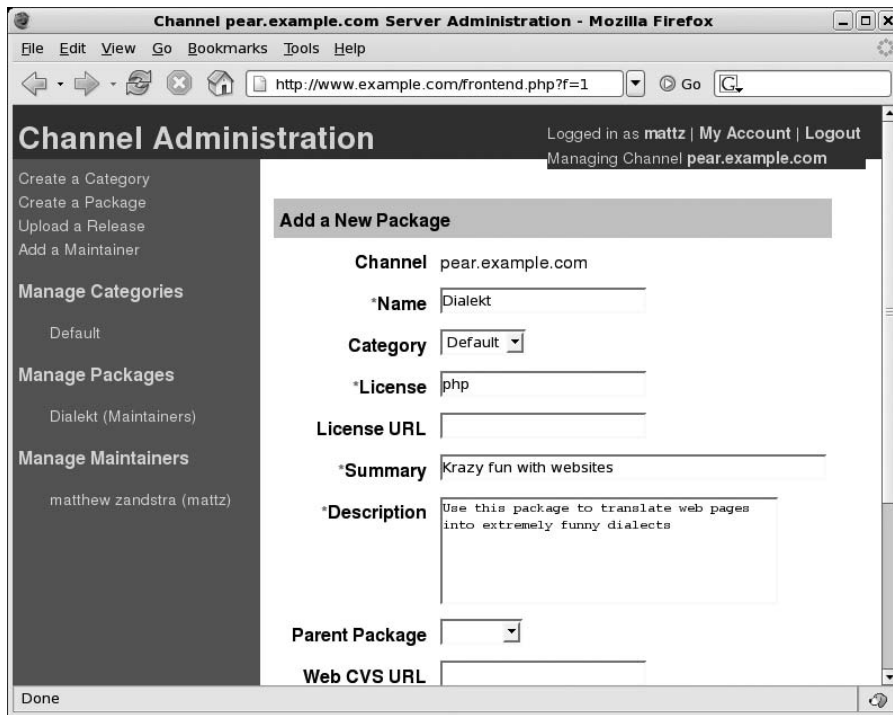 Channel pear.example.com Server Administration - Mozilla Firefox
File Edit View Go Bookmarks Tools Help
http://www.example.com/frontend.php?f=1 Go G
Channel Administration
Logged in as mattz | My Account | Logout
Managing Channel pear.example.com
Create a Category
Create a Package
Upload a Release
Add a Maintainer
Manage Categories
Default
Manage Packages
Dialekt (Maintainers)
Manage Maintainers
matthew zandstra (mattz)
Add a New Package
Channel pear.example.com
*Name Dialekt
Category Default
*License php
License URL
*Summary Krazy fun with websites
*Description Use this package to translate web pages
into extremely funny dialects
Parent Package
Web CVS URL
Done